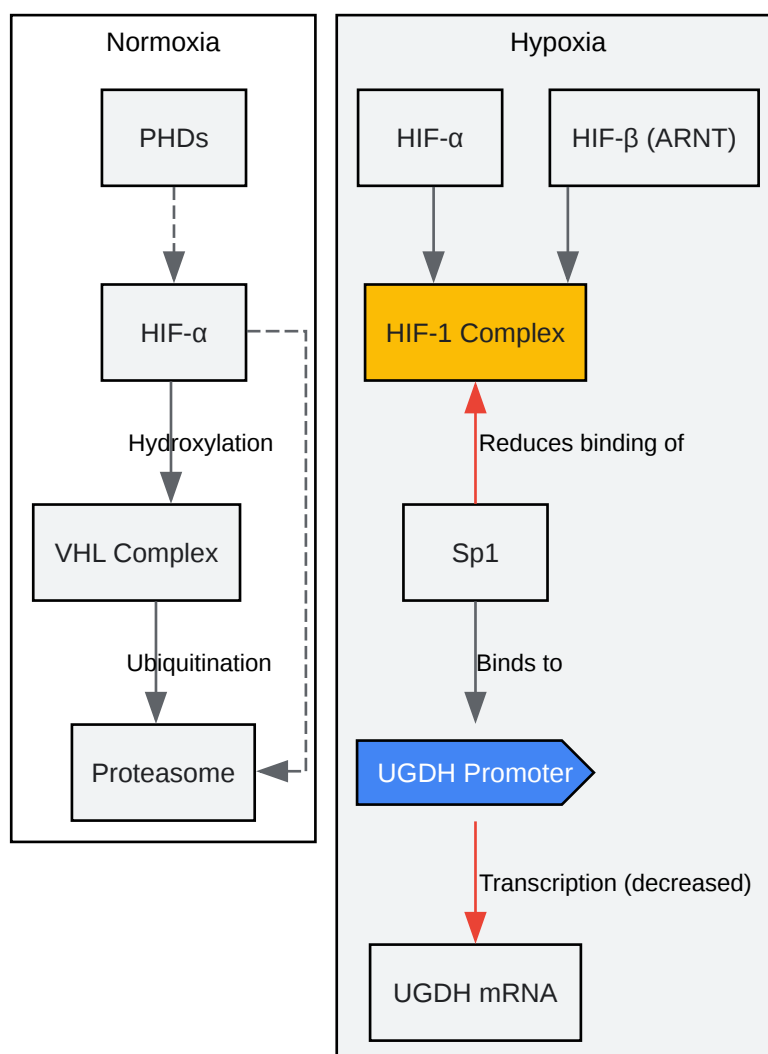 Normoxia
PHDs
HIF-α
Hydroxylation
VHL Complex
Ubiquitination
Proteasome
Hypoxia
HIF-α
HIF-β (ARNT)
HIF-1 Complex
Reduces binding of
Sp1
Binds to
UGDH Promoter
Transcription (decreased)
UGDH mRNA